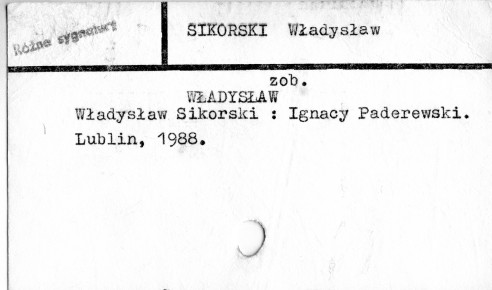 Różne sygnatury
SIKORSKI Władysław
zob.
WŁADYSŁAW
Władysław Sikorski : Ignacy Paderewski.
Lublin, 1988.